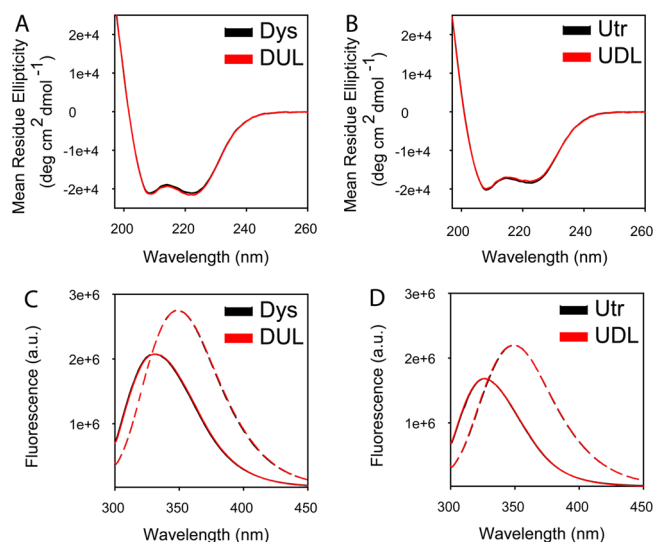 A
Dys
DUL
2e+4
1e+4
0
-1e+4
-2e+4
Mean Residue Ellipticity
(deg cm2 dmol -1)
200
220
240
260
Wavelength (nm)
B
Utr
UDL
2e+4
1e+4
0
-1e+4
-2e+4
Mean Residue Ellipticity
(deg cm2 dmol -1)
200
220
240
260
Wavelength (nm)
C
Dys
DUL
3e+6
2e+6
1e+6
Fluorescence (a.u.)
300
350
400
450
Wavelength (nm)
D
Utr
UDL
3e+6
2e+6
1e+6
Fluorescence (a.u.)
300
350
400
450
Wavelength (nm)